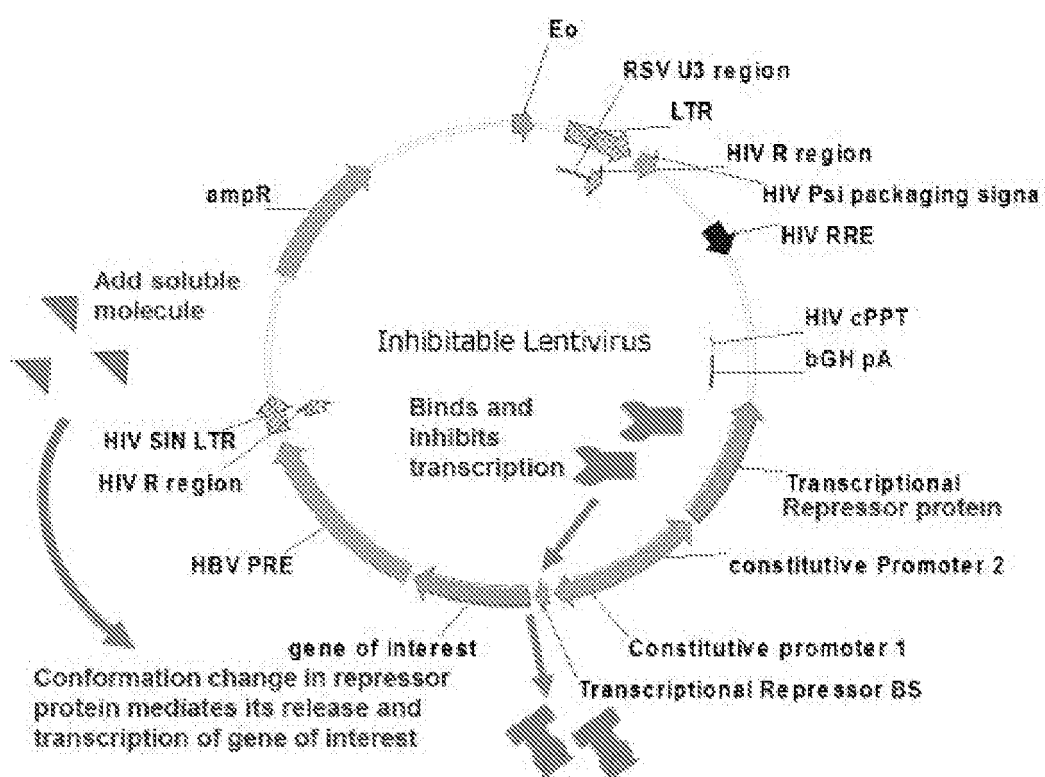 Eo
RSV U3 region
LTR
HIV R region
HIV Psi packaging signa
HIV RRE
ampR
Add soluble
molecule
HIV cPPT
bGH pA
Inhibitable Lentivirus
Binds and
inhibits
transcription
HIV SIN LTR
HIV R region
Transcriptional
Repressor protein
HBV PRE
constitutive Promoter 2
gene of interest
Constitutive promoter 1
Transcriptional Repressor BS
Conformation change in repressor
protein mediates its release and
transcription of gene of interest